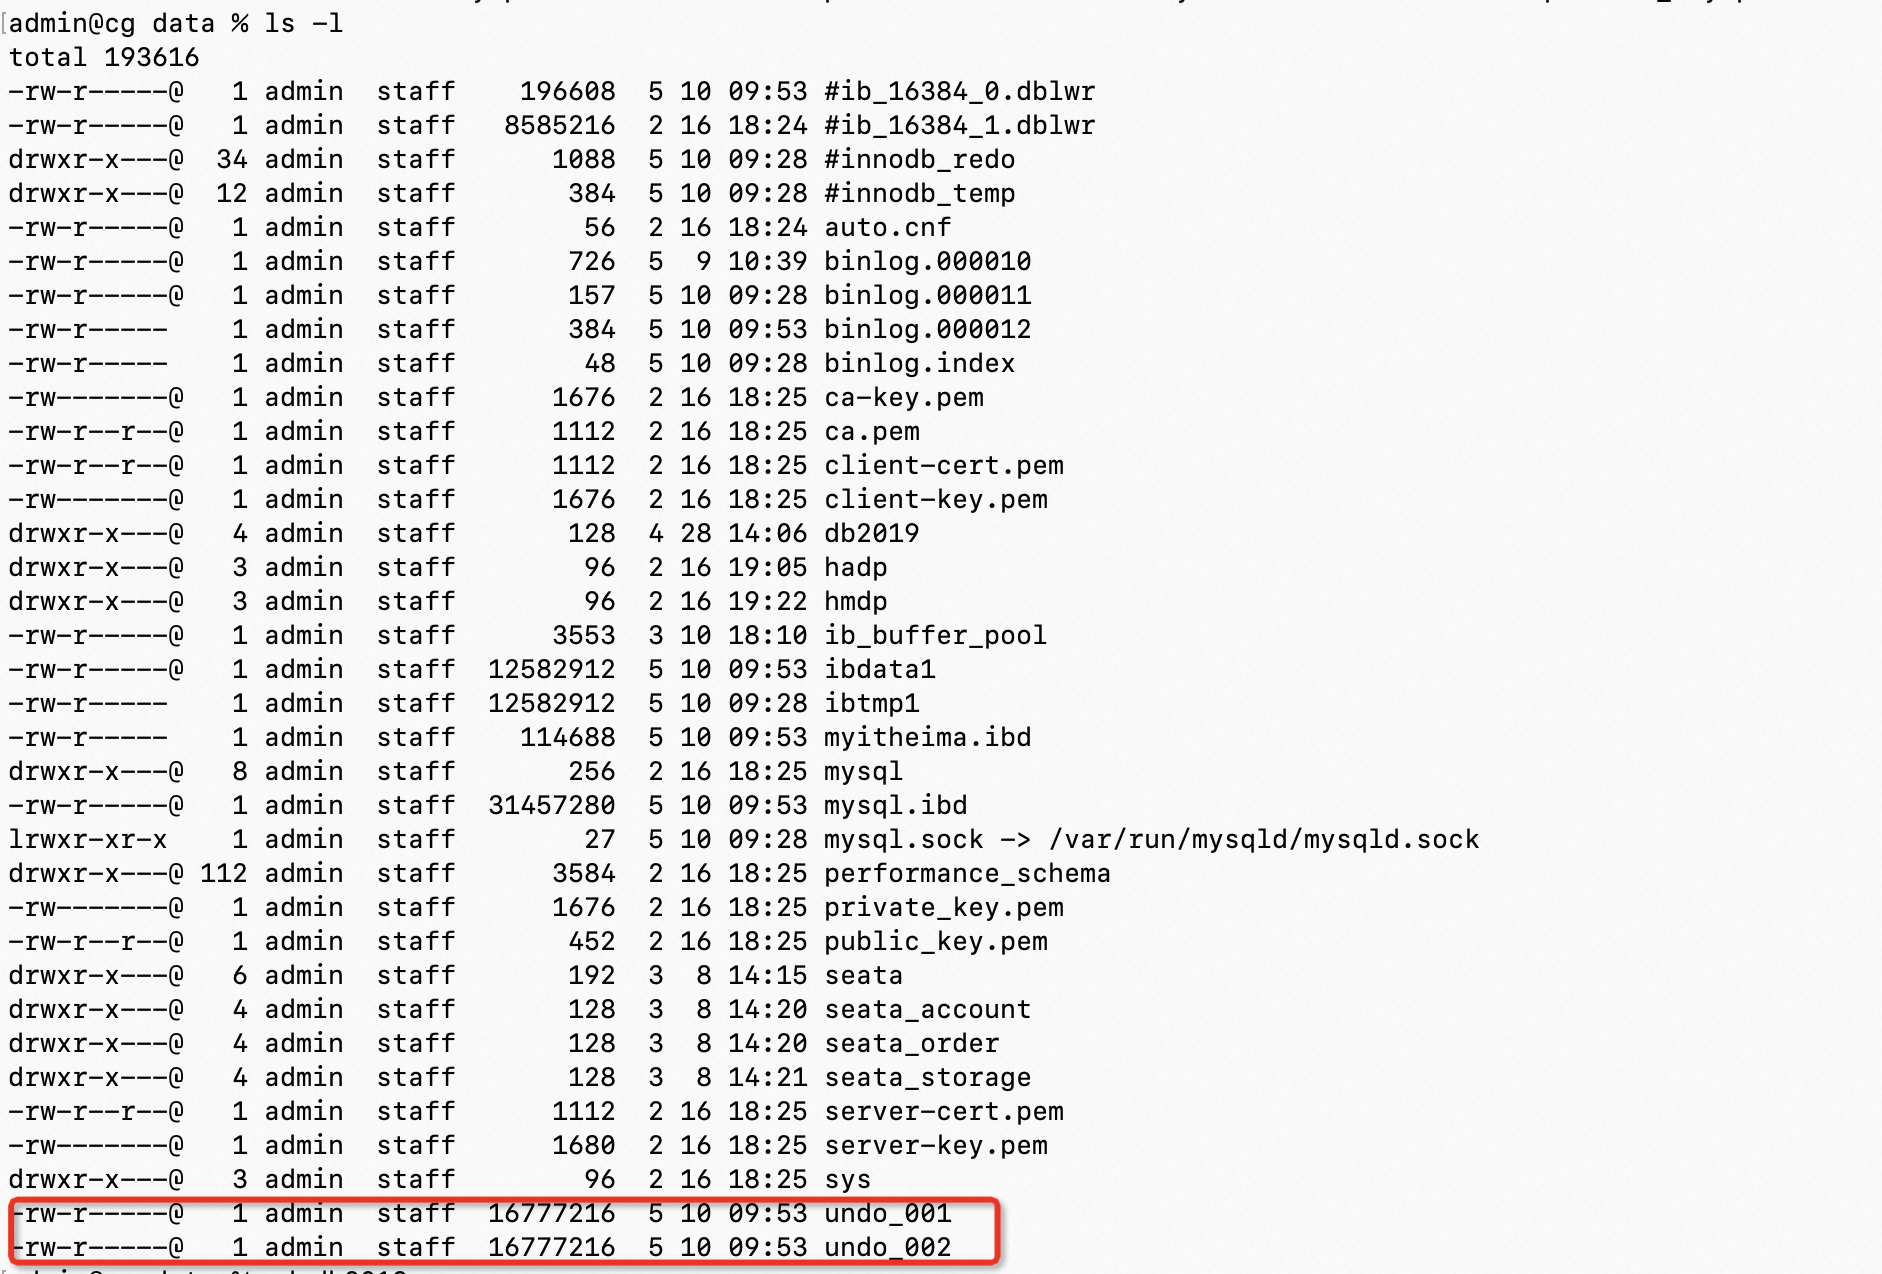 admin@cg data % ls -l
total 193616
-rw-r-----@   1 admin  staff    196608  5 10 09:53 #ib_16384_0.dblwr
-rw-r-----@   1 admin  staff   8585216  2 16 18:24 #ib_16384_1.dblwr
drwxr-x---@  34 admin  staff      1088  5 10 09:28 #innodb_redo
drwxr-x---@  12 admin  staff       384  5 10 09:28 #innodb_temp
-rw-r-----@   1 admin  staff        56  2 16 18:24 auto.cnf
-rw-r-----@   1 admin  staff       726  5  9 10:39 binlog.000010
-rw-r-----@   1 admin  staff       157  5 10 09:28 binlog.000011
-rw-r-----    1 admin  staff       384  5 10 09:53 binlog.000012
-rw-r-----    1 admin  staff        48  5 10 09:28 binlog.index
-rw-------@   1 admin  staff      1676  2 16 18:25 ca-key.pem
-rw-r--r--@   1 admin  staff      1112  2 16 18:25 ca.pem
-rw-r--r--@   1 admin  staff      1112  2 16 18:25 client-cert.pem
-rw-------@   1 admin  staff      1676  2 16 18:25 client-key.pem
drwxr-x---@   4 admin  staff       128  4 28 14:06 db2019
drwxr-x---@   3 admin  staff        96  2 16 19:05 hadp
drwxr-x---@   3 admin  staff        96  2 16 19:22 hmdp
-rw-r-----@   1 admin  staff      3553  3 10 18:10 ib_buffer_pool
-rw-r-----@   1 admin  staff  12582912  5 10 09:53 ibdata1
-rw-r-----    1 admin  staff  12582912  5 10 09:28 ibtmp1
-rw-r-----    1 admin  staff    114688  5 10 09:53 myitheima.ibd
drwxr-x---@   8 admin  staff       256  2 16 18:25 mysql
-rw-r-----@   1 admin  staff  31457280  5 10 09:53 mysql.ibd
lrwxr-xr-x    1 admin  staff        27  5 10 09:28 mysql.sock -> /var/run/mysqld/mysqld.sock
drwxr-x---@ 112 admin  staff      3584  2 16 18:25 performance_schema
-rw-------@   1 admin  staff      1676  2 16 18:25 private_key.pem
-rw-r--r--@   1 admin  staff       452  2 16 18:25 public_key.pem
drwxr-x---@   6 admin  staff       192  3  8 14:15 seata
drwxr-x---@   4 admin  staff       128  3  8 14:20 seata_account
drwxr-x---@   4 admin  staff       128  3  8 14:20 seata_order
drwxr-x---@   4 admin  staff       128  3  8 14:21 seata_storage
-rw-r--r--@   1 admin  staff      1112  2 16 18:25 server-cert.pem
-rw-------@   1 admin  staff      1680  2 16 18:25 server-key.pem
drwxr-x---@   3 admin  staff        96  2 16 18:25 sys
-rw-r-----@   1 admin  staff  16777216  5 10 09:53 undo_001
-rw-r-----@   1 admin  staff  16777216  5 10 09:53 undo_002